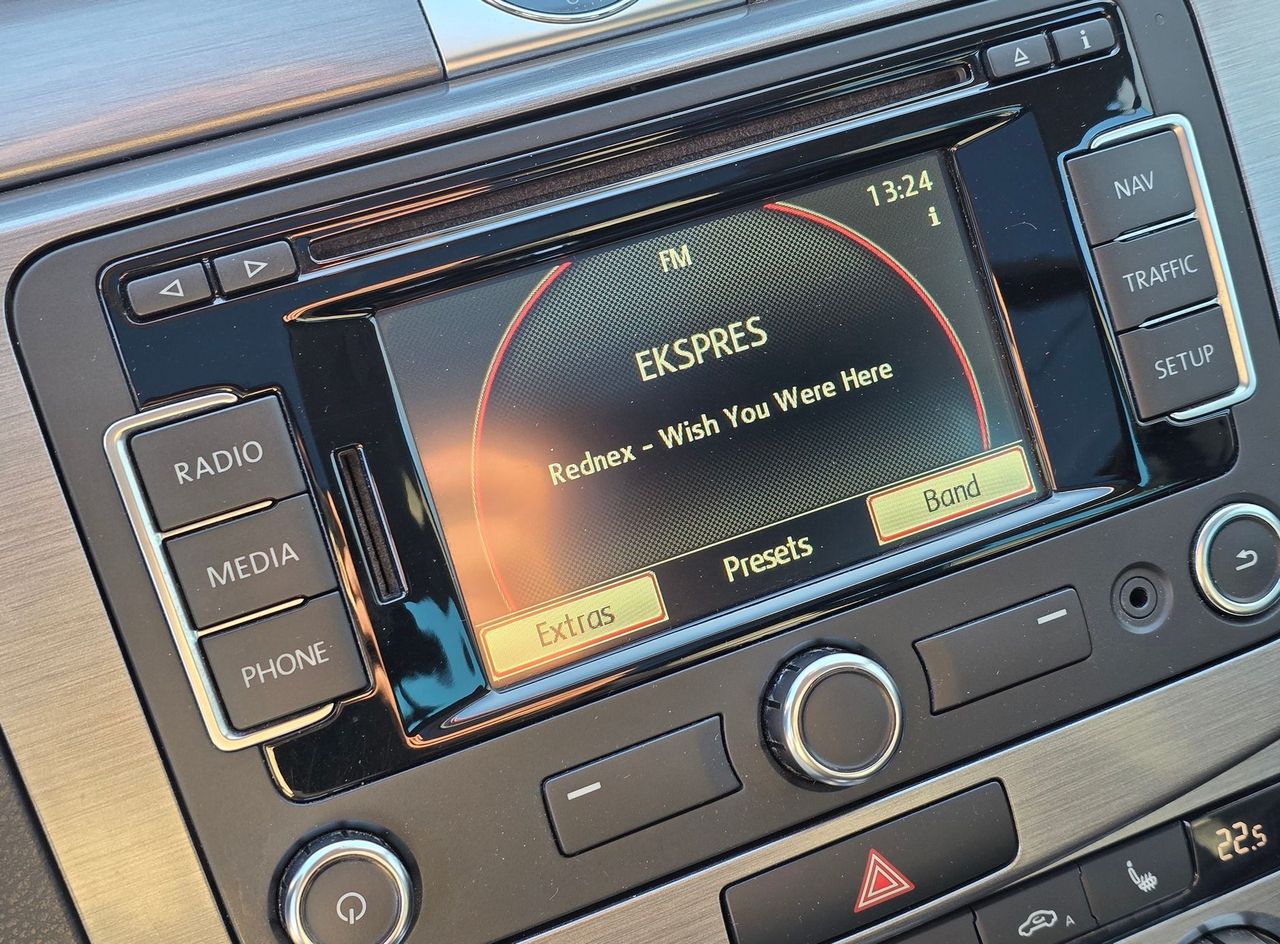 13:24
i
FM
EKSPRES
Rednex - Wish You Were Here
Extras
Presets
Band
RADIO
MEDIA
PHONE
i
NAV
TRAFFIC
SETUP
22.5
A